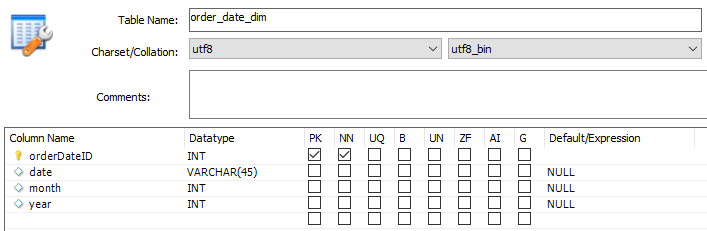 Table Name: order_date_dim
Charset/Collation: utf8 utf8_bin
Comments:
Column Name Datatype PK NN UQ B UN ZF AI G Default/Expression
orderDateID INT
date VARCHAR(45) NULL
month INT NULL
year INT NULL